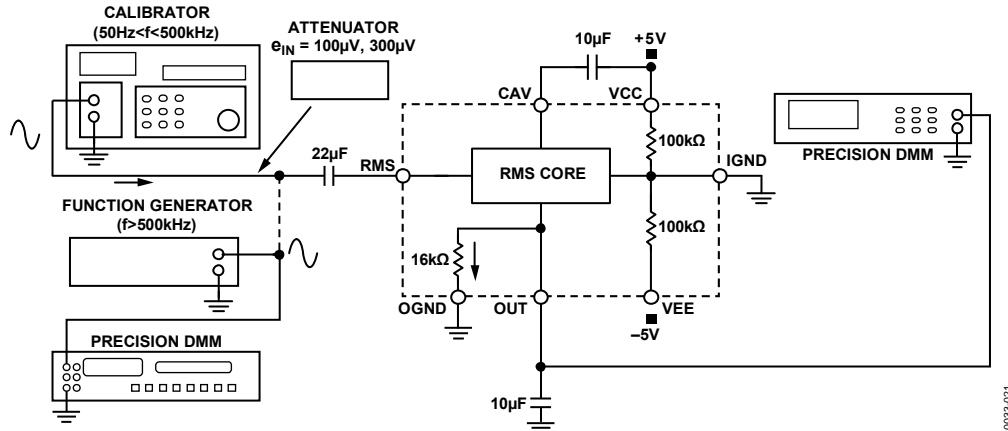 CALIBRATOR
(50Hz<f<500kHz)
ATTENUATOR
eIN = 100µV, 300µV
10µF
+5V
CAV
VCC
100kΩ
PRECISION DMM
22µF
RMS
RMS CORE
IGND
FUNCTION GENERATOR
(f>500kHz)
100kΩ
16kΩ
OGND
OUT
VEE
–5V
PRECISION DMM
10µF